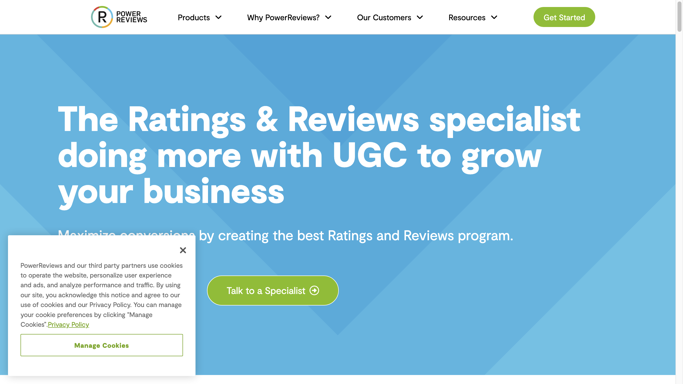 POWER
REVIEWS
Products
Why PowerReviews?
Our Customers
Resources
Get Started
The Ratings & Reviews specialist
doing more with UGC to grow
your business
Maximize conversions by creating the best Ratings and Reviews program.
Talk to a Specialist
PowerReviews and our third party partners use cookies
to operate the website, personalize user experience
and ads, and analyze performance and traffic. By using
our site, you acknowledge this notice and agree to our
use of cookies and our Privacy Policy. You can manage
your cookie preferences by clicking "Manage
Cookies".Privacy Policy
Manage Cookies